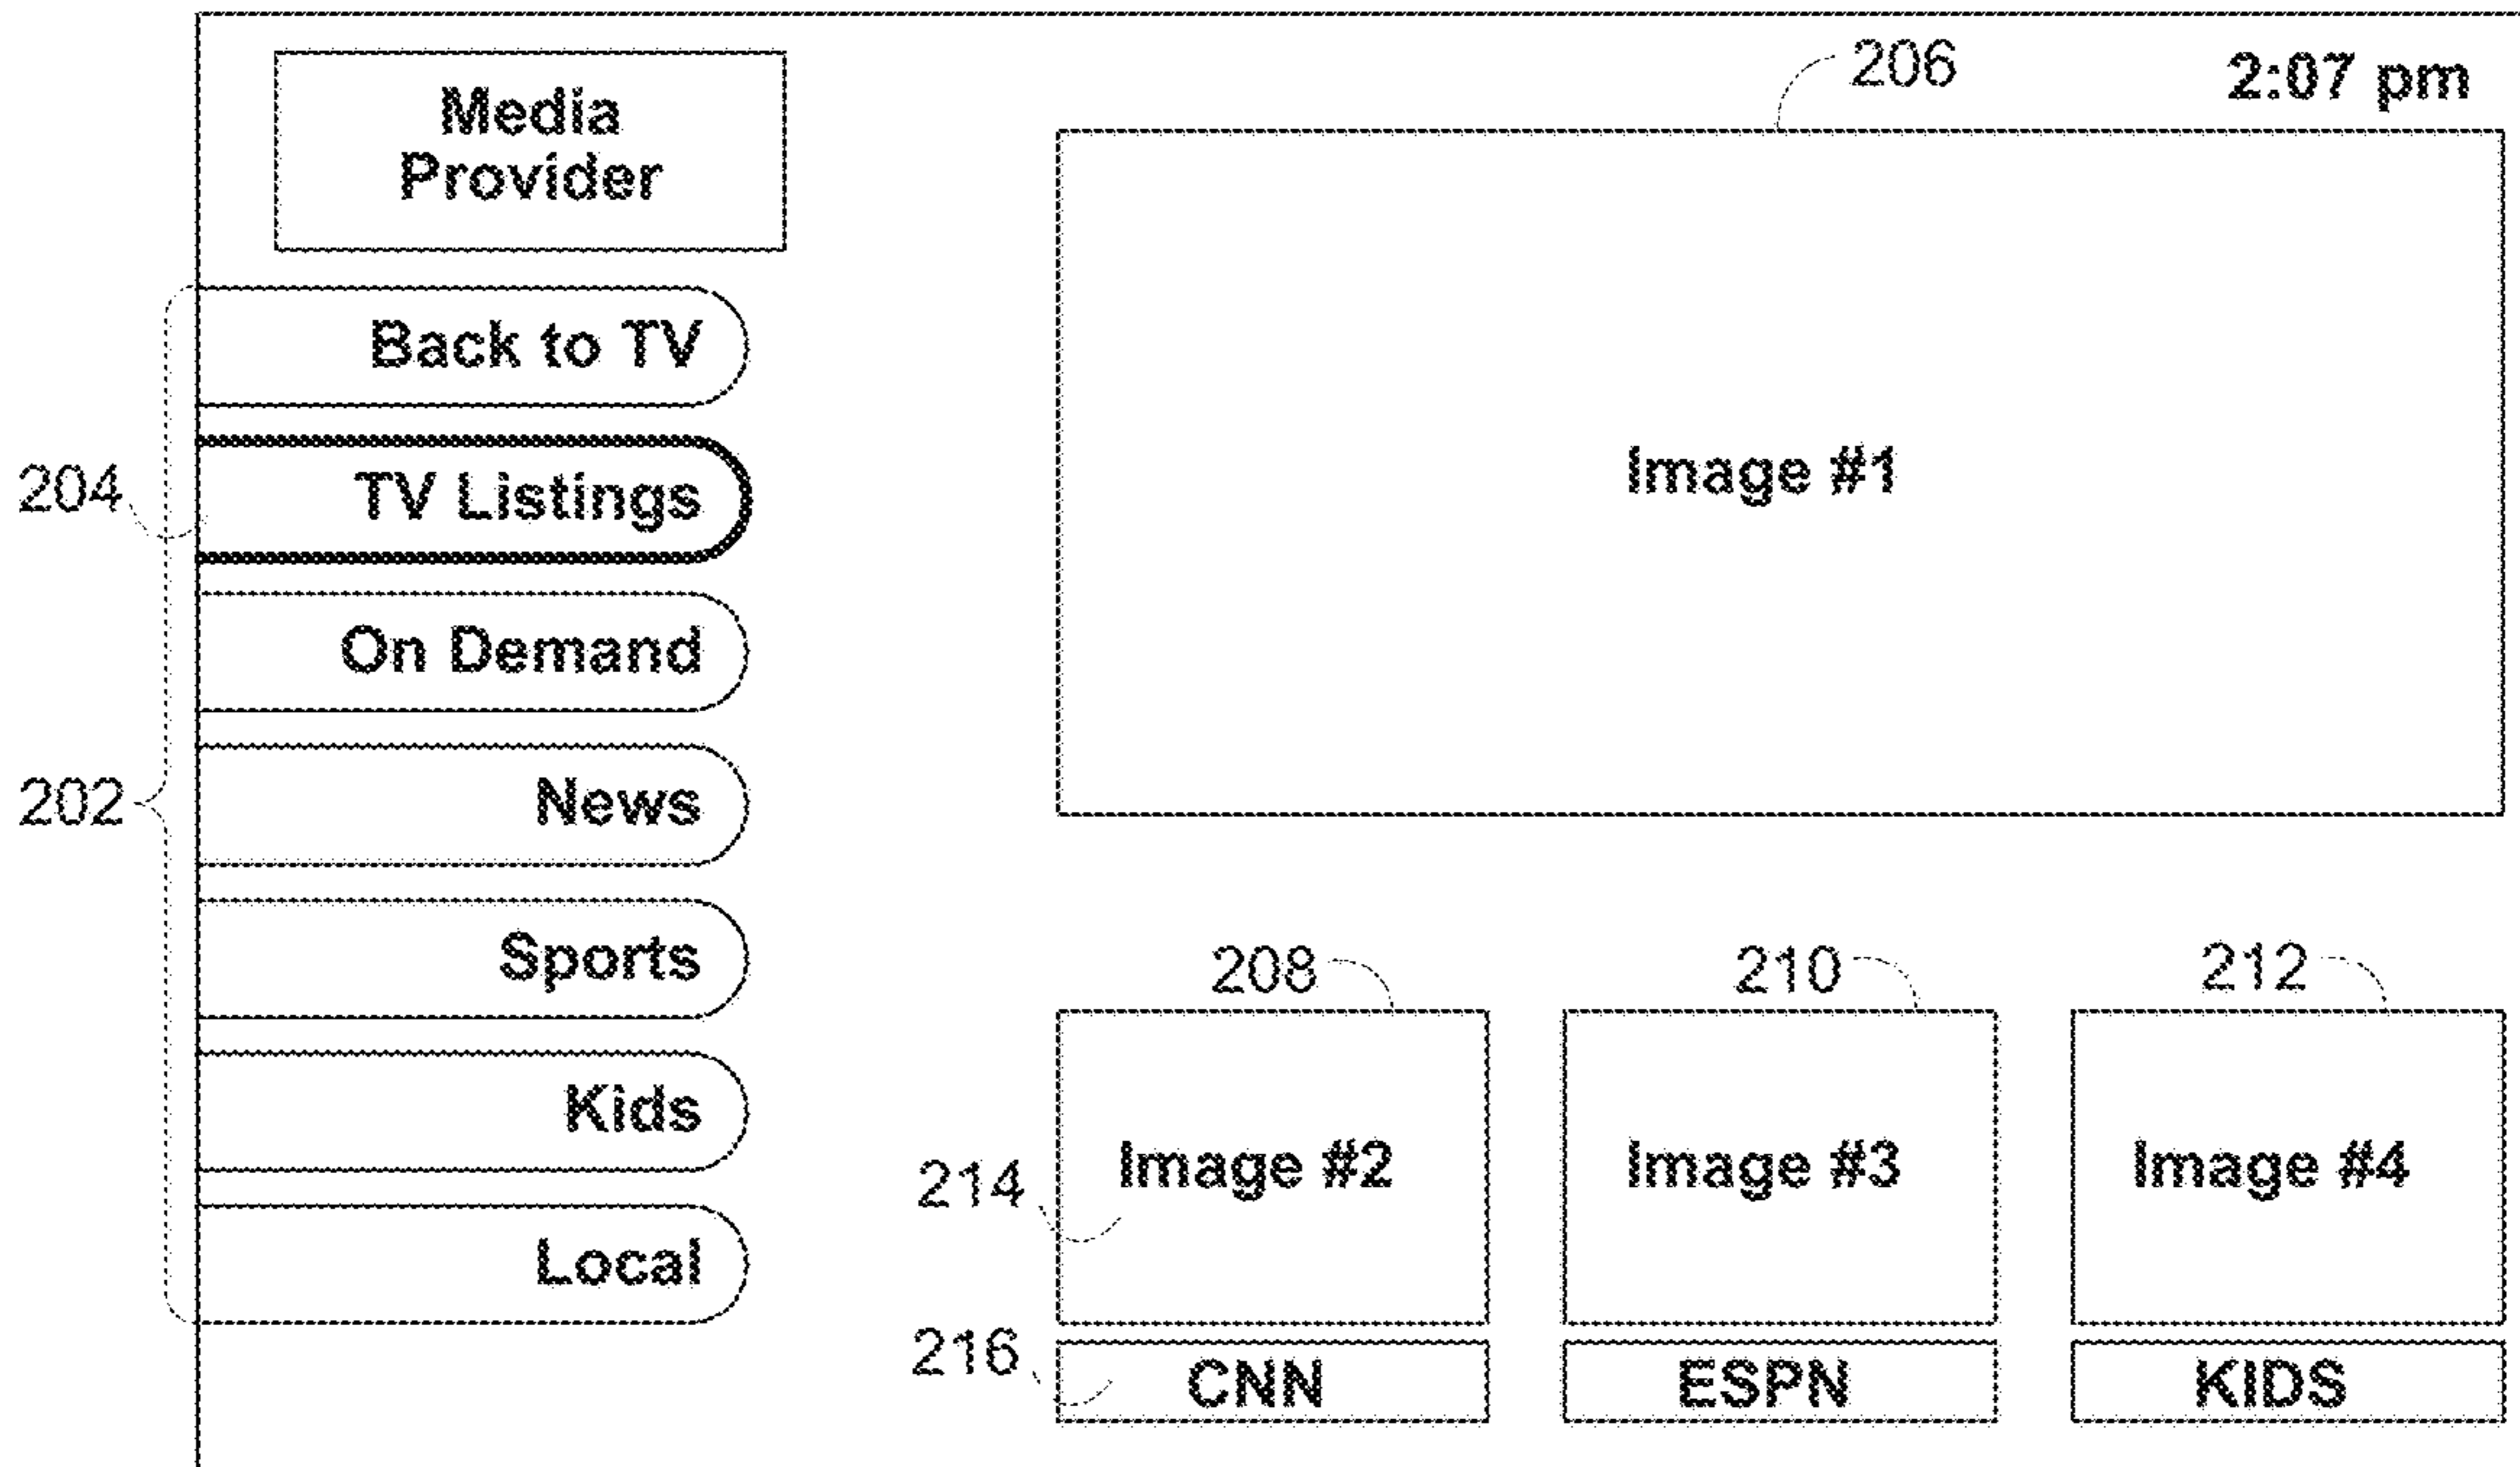 206
2:07 pm
Media
Provider
Back to TV
204
TV Listings
Image #1
On Demand
202
News
Sports
208
210
212
Kids
214
Image #2
Image #3
Image #4
Local
216
CNN
ESPN
KIDS